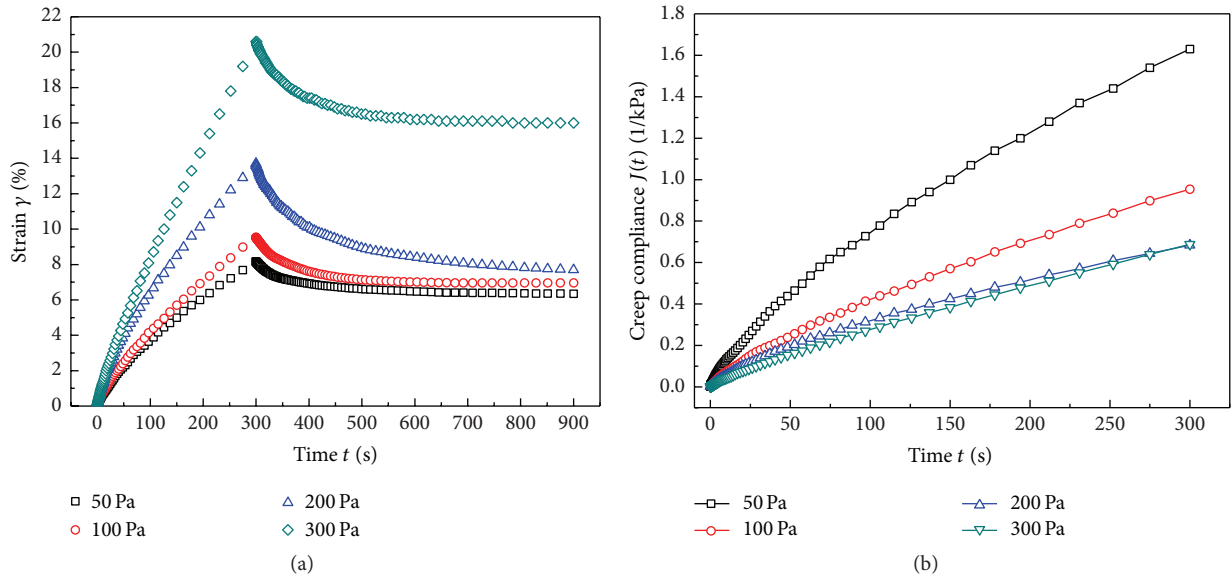 22
20
18
16
14
12
10
8
6
4
2
0
Strain γ (%)
0 100 200 300 400 500 600 700 800 900
Time t (s)
50 Pa 200 Pa
100 Pa 300 Pa
(a)
1.8
1.6
1.4
1.2
1.0
0.8
0.6
0.4
0.2
0.0
Creep compliance J(t) (1/kPa)
0 50 100 150 200 250 300
Time t (s)
50 Pa 200 Pa
100 Pa 300 Pa
(b)